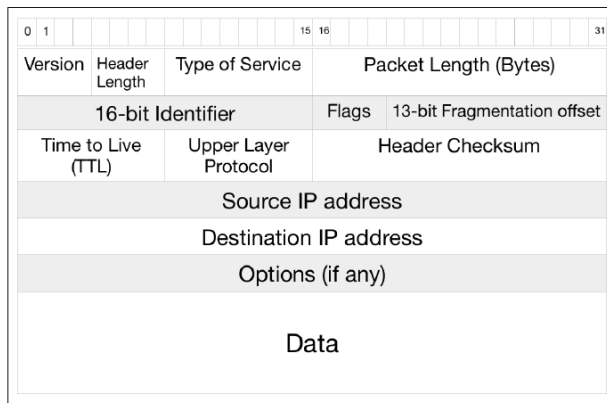 0 1 15 16 31
Version Header Length Type of Service Packet Length (Bytes)
16-bit Identifier Flags 13-bit Fragmentation offset
Time to Live (TTL) Upper Layer Protocol Header Checksum
Source IP address
Destination IP address
Options (if any)
Data